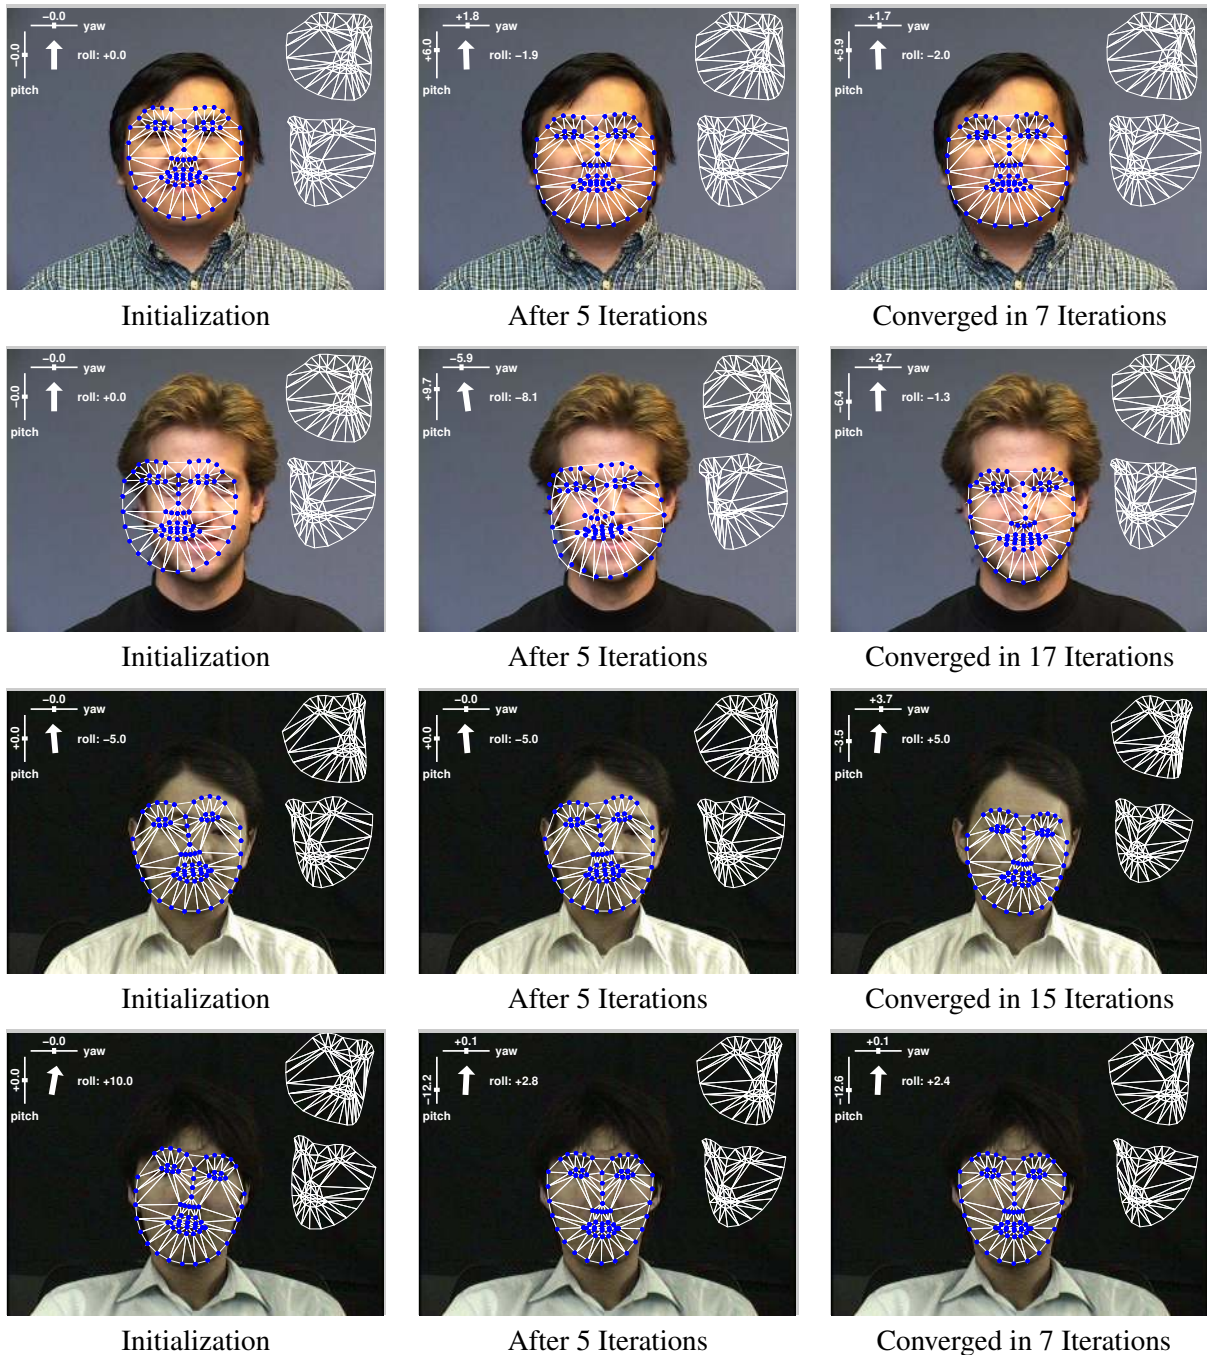 −0.0
yaw
−0.0
roll: +0.0
pitch
+1.8
yaw
+6.0
roll: −1.9
pitch
+1.7
yaw
+5.9
roll: −2.0
pitch
Initialization
After 5 Iterations
Converged in 7 Iterations
−0.0
yaw
−0.0
roll: +0.0
pitch
−5.9
yaw
+9.7
roll: −8.1
pitch
+2.7
yaw
−6.4
roll: −1.3
pitch
Initialization
After 5 Iterations
Converged in 17 Iterations
−0.0
yaw
+0.0
roll: −5.0
pitch
−0.0
yaw
+0.0
roll: −5.0
pitch
+3.7
yaw
−3.5
roll: +5.0
pitch
Initialization
After 5 Iterations
Converged in 15 Iterations
−0.0
yaw
+0.0
roll: +10.0
pitch
+0.1
yaw
−12.2
roll: +2.8
pitch
+0.1
yaw
−12.6
roll: +2.4
pitch
Initialization
After 5 Iterations
Converged in 7 Iterations